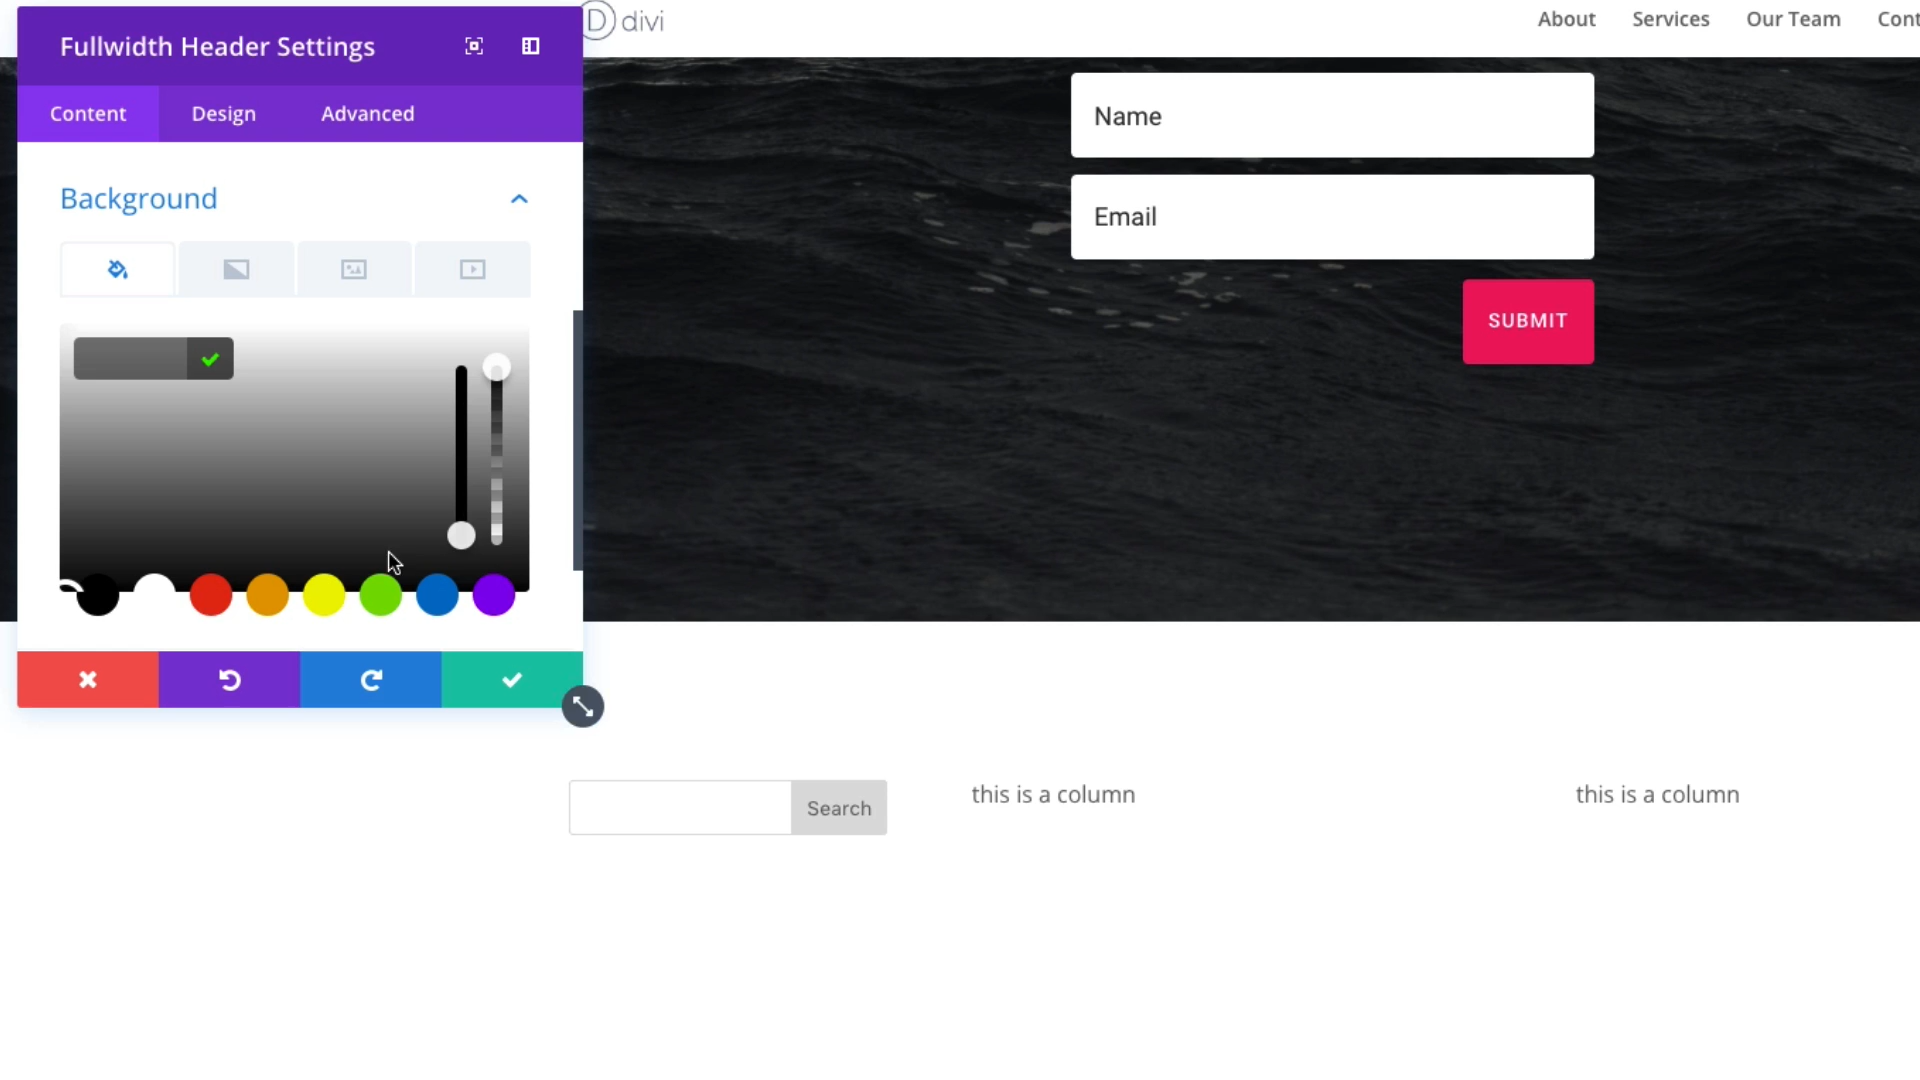 Fullwidth Header Settings
Content
Design
Advanced
Background
D divi
About
Services
Our Team
Cont
Name
Email
SUBMIT
Search
this is a column
this is a column